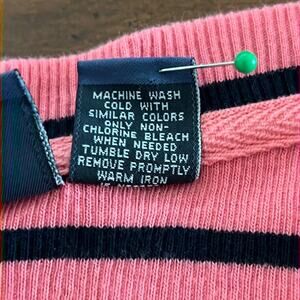 MACHINE WASH
COLD WITH
SIMILAR COLORS
ONLY NON-
CHLORINE BLEACH
WHEN NEEDED
TUMBLE DRY LOW
REMOVE PROMPTLY
WARM IRON